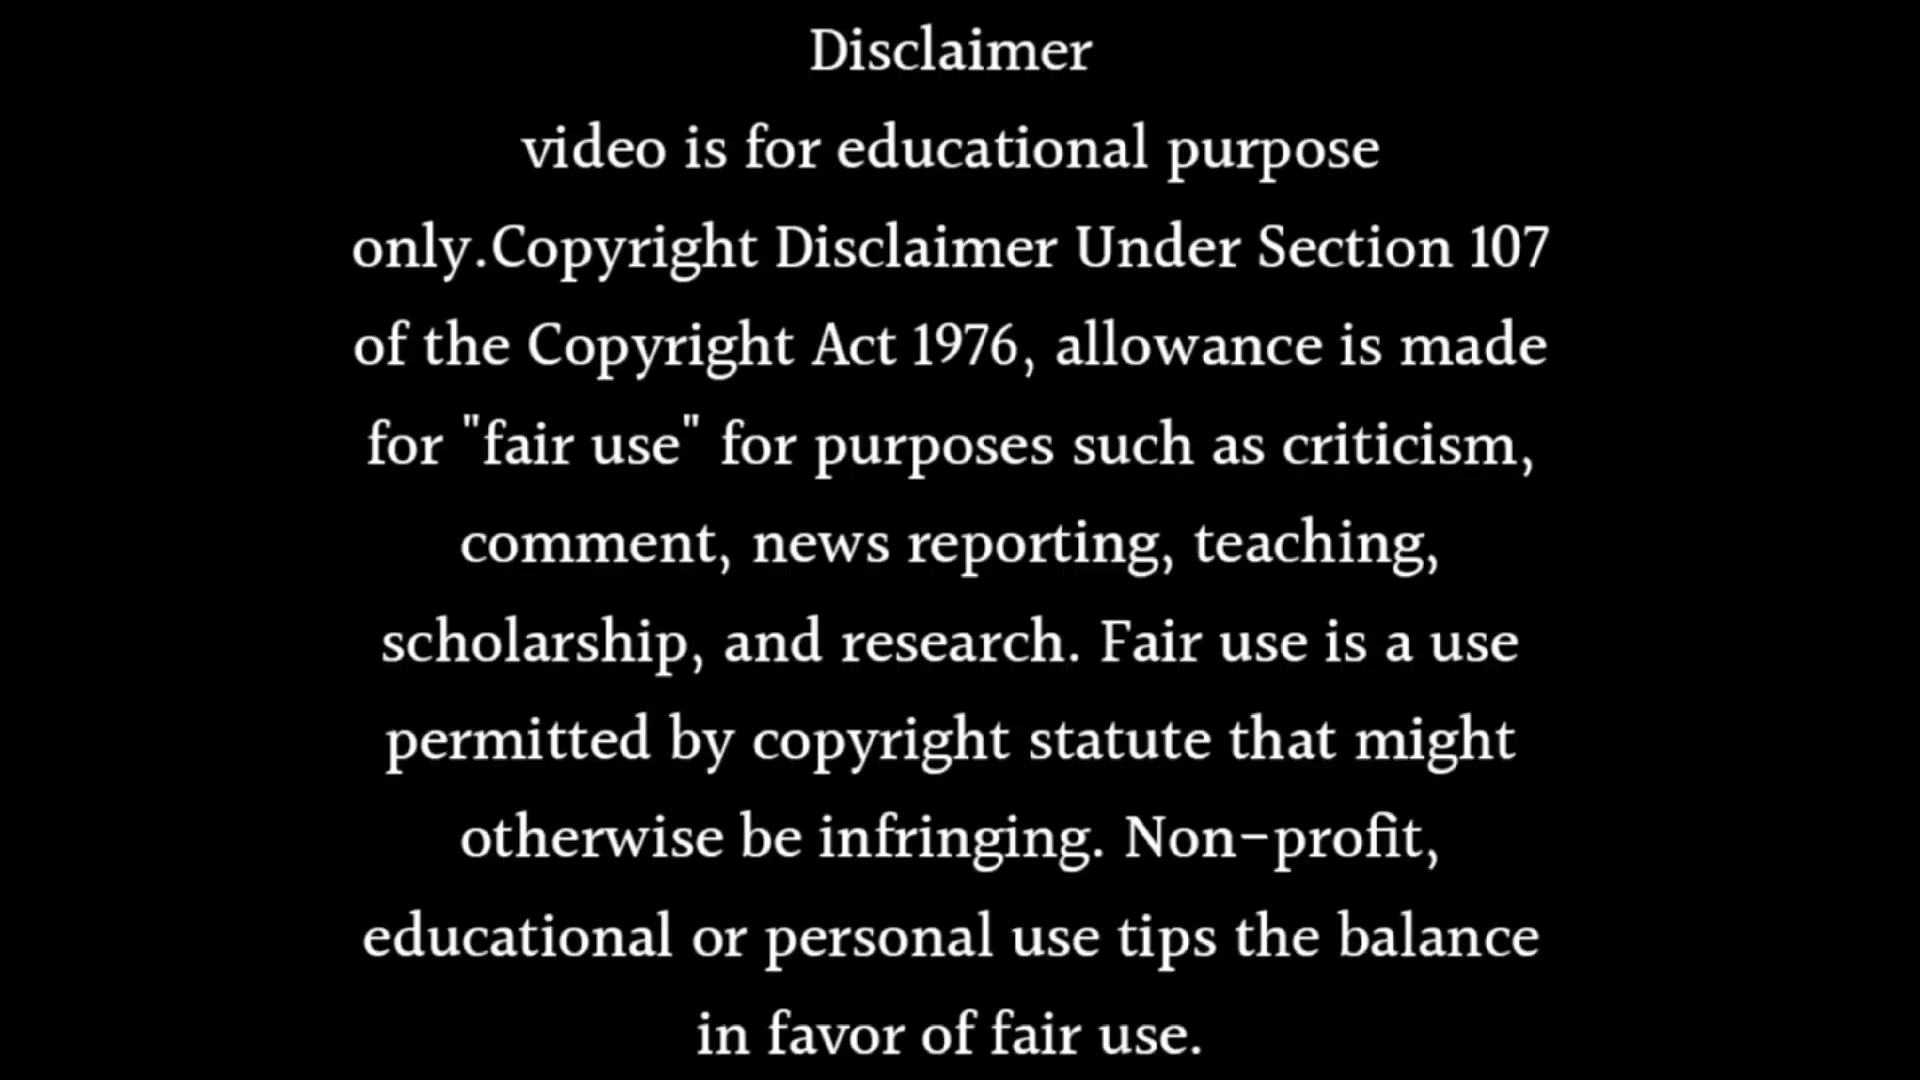 Disclaimer
video is for educational purpose
only.Copyright Disclaimer Under Section 107
of the Copyright Act 1976, allowance is made
for "fair use" for purposes such as criticism,
comment, news reporting, teaching,
scholarship, and research. Fair use is a use
permitted by copyright statute that might
otherwise be infringing. Non-profit,
educational or personal use tips the balance
in favor of fair use.